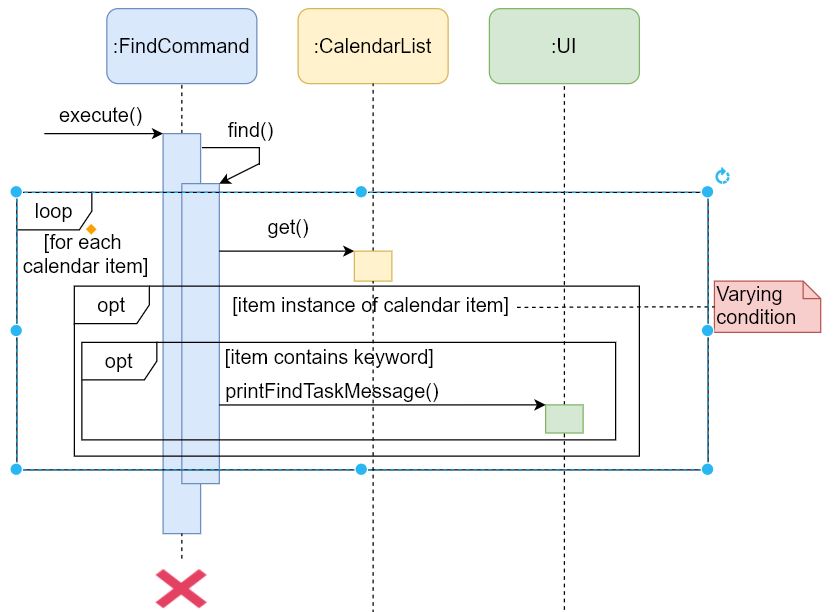 :FindCommand
:CalendarList
:UI
execute()
find()
loop
[for each
calendar item]
get()
opt
[item instance of calendar item]
Varying
condition
opt
[item contains keyword]
printFindTaskMessage()